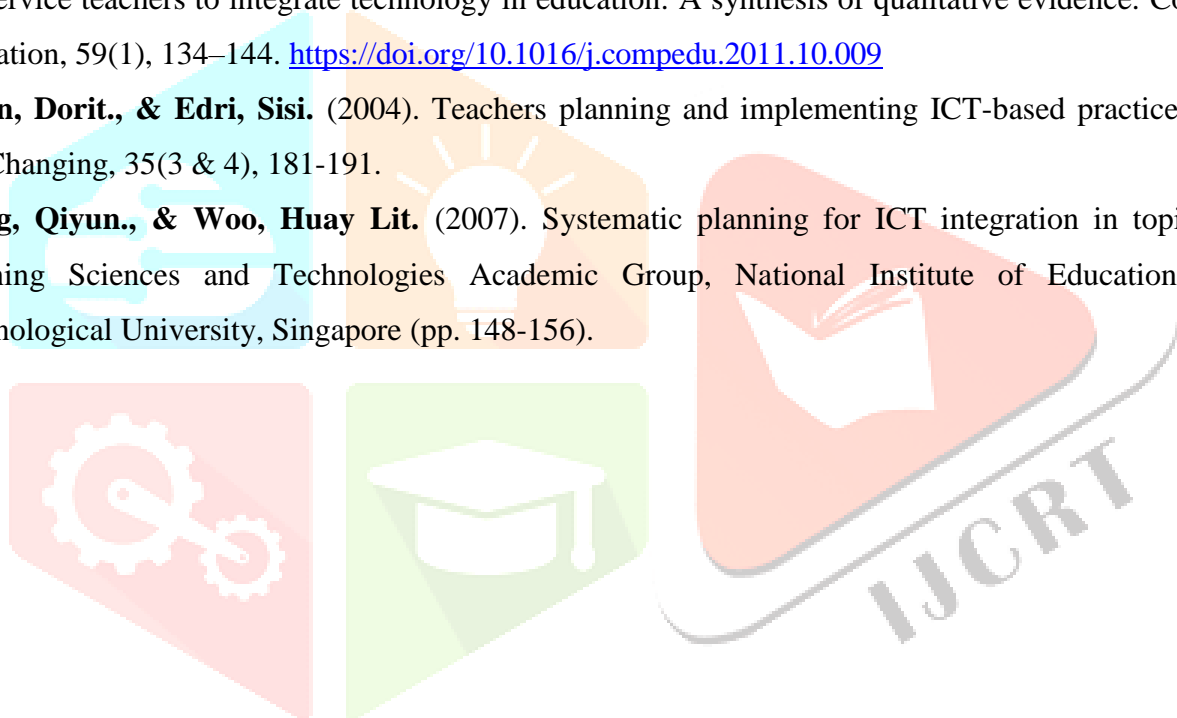 ervice teachers to integrate technology in education: A synthesis of qualitative evidence. Co
ation, 59(1), 134–144. https://doi.org/10.1016/j.compedu.2011.10.009
n, Dorit., & Edri, Sisi. (2004). Teachers planning and implementing ICT-based practice
Changing, 35(3 & 4), 181-191.
g, Qiyun., & Woo, Huay Lit. (2007). Systematic planning for ICT integration in topi
ning Sciences and Technologies Academic Group, National Institute of Education
nological University, Singapore (pp. 148-156).
IJCRT